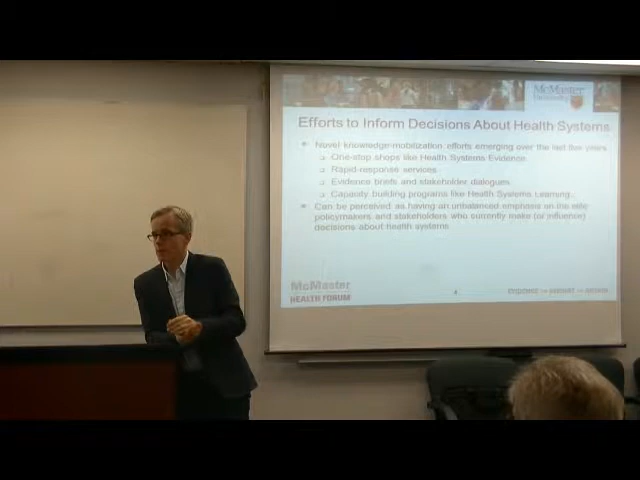 McMaster
University
Efforts to Inform Decisions About Health Systems
Novel knowledge-mobilization efforts emerging over the last five years
One-stop shops like Health Systems Evidence
Rapid-response services
Evidence briefs and stakeholder dialogues
Capacity building programs like Health Systems Learning
Can be perceived as having an unbalanced emphasis on the elite
policymakers and stakeholders who currently make (or influence)
decisions about health systems
McMaster
HEALTH FORUM
EVIDENCE >> INSIGHT >> ACTION